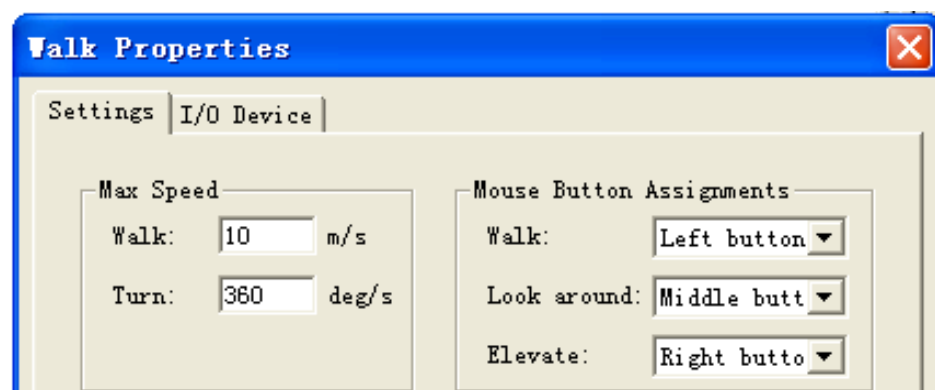 Walk Properties
Settings I/O Device
Max Speed
Walk: 10 m/s
Turn: 360 deg/s
Mouse Button Assignments
Walk: Left button
Look around: Middle butt
Elevate: Right butto